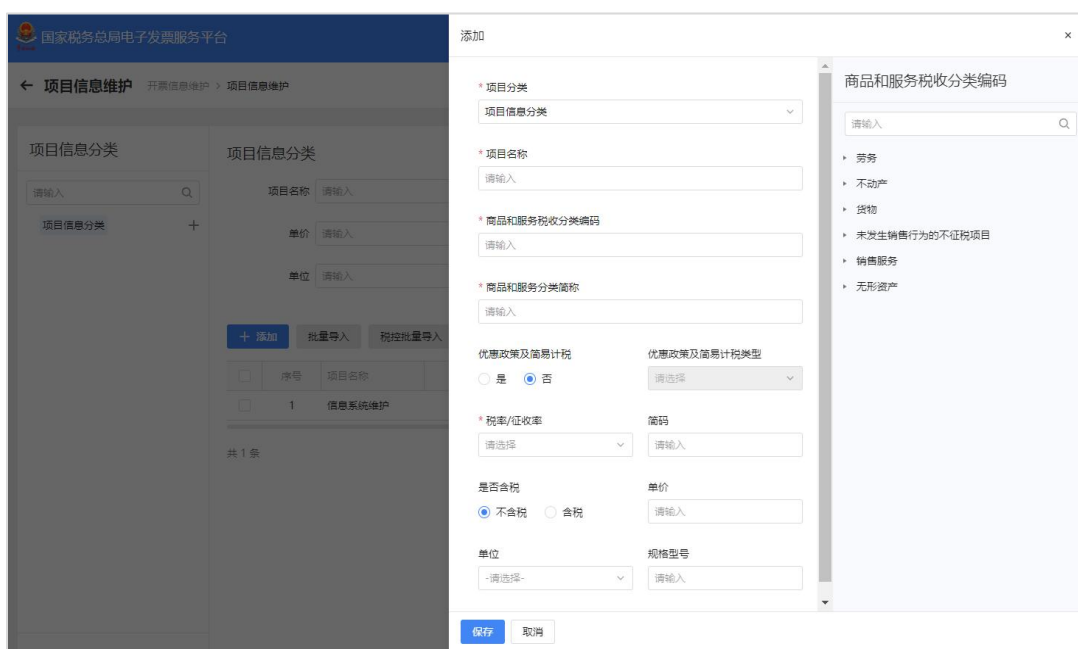 国家税务总局电子发票服务平台
← 项目信息维护 开票信息维护 > 项目信息维护
项目信息分类
请输入
项目信息分类 +
项目信息分类
项目名称 请输入
单价 请输入
单位 请输入
+ 添加 批量导入 税控批量导入
序号 项目名称
1 信息系统维护
共 1 条
添加 ×
* 项目分类
项目信息分类
* 项目名称
请输入
* 商品和服务税收分类编码
请输入
* 商品和服务分类简称
请输入
优惠政策及简易计税 优惠政策及简易计税类型
是 否 请选择
* 税率/征收率 简码
请选择 请输入
是否含税 单价
不含税 含税 请输入
单位 规格型号
-请选择- 请输入
保存 取消
商品和服务税收分类编码
请输入
劳务
不动产
货物
未发生销售行为的不征税项目
销售服务
无形资产